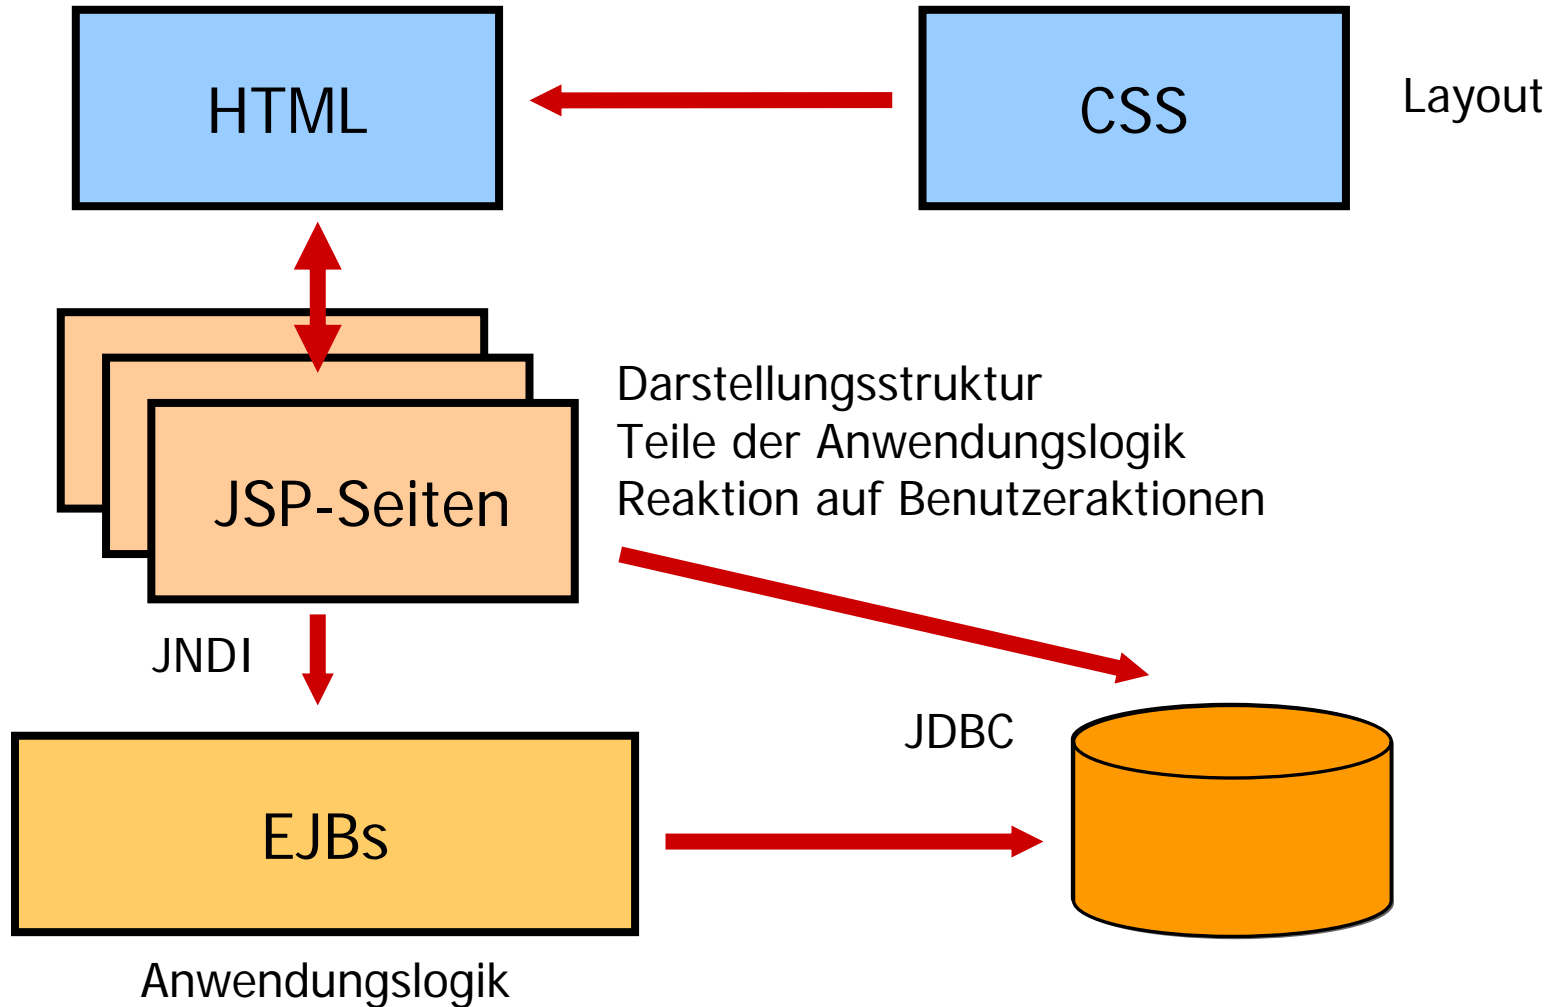 HTML
CSS
Layout
Darstellungsstruktur
Teile der Anwendungslogik
Reaktion auf Benutzeraktionen
JSP-Seiten
JNDI
JDBC
EJBs
Anwendungslogik